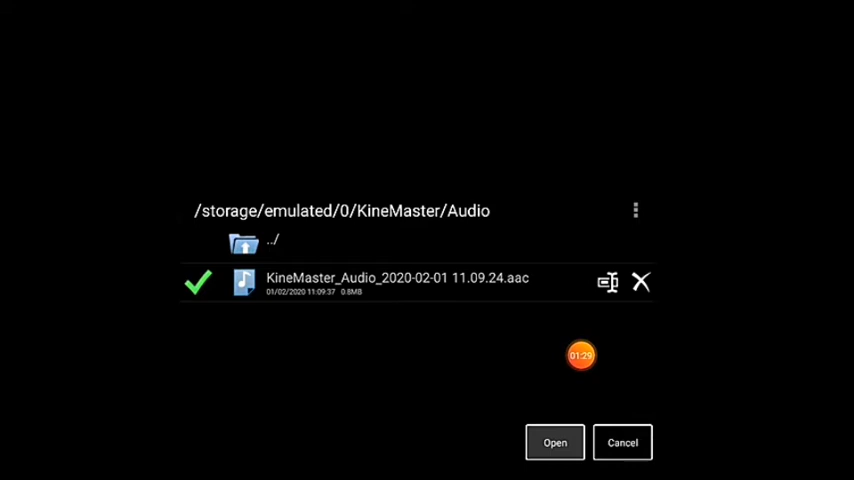 /storage/emulated/0/KineMaster/Audio
../
KineMaster_Audio_2020-02-01 11.09.24.aac
01/02/2020 11:09:37 0.8MB
01:29
Open Cancel